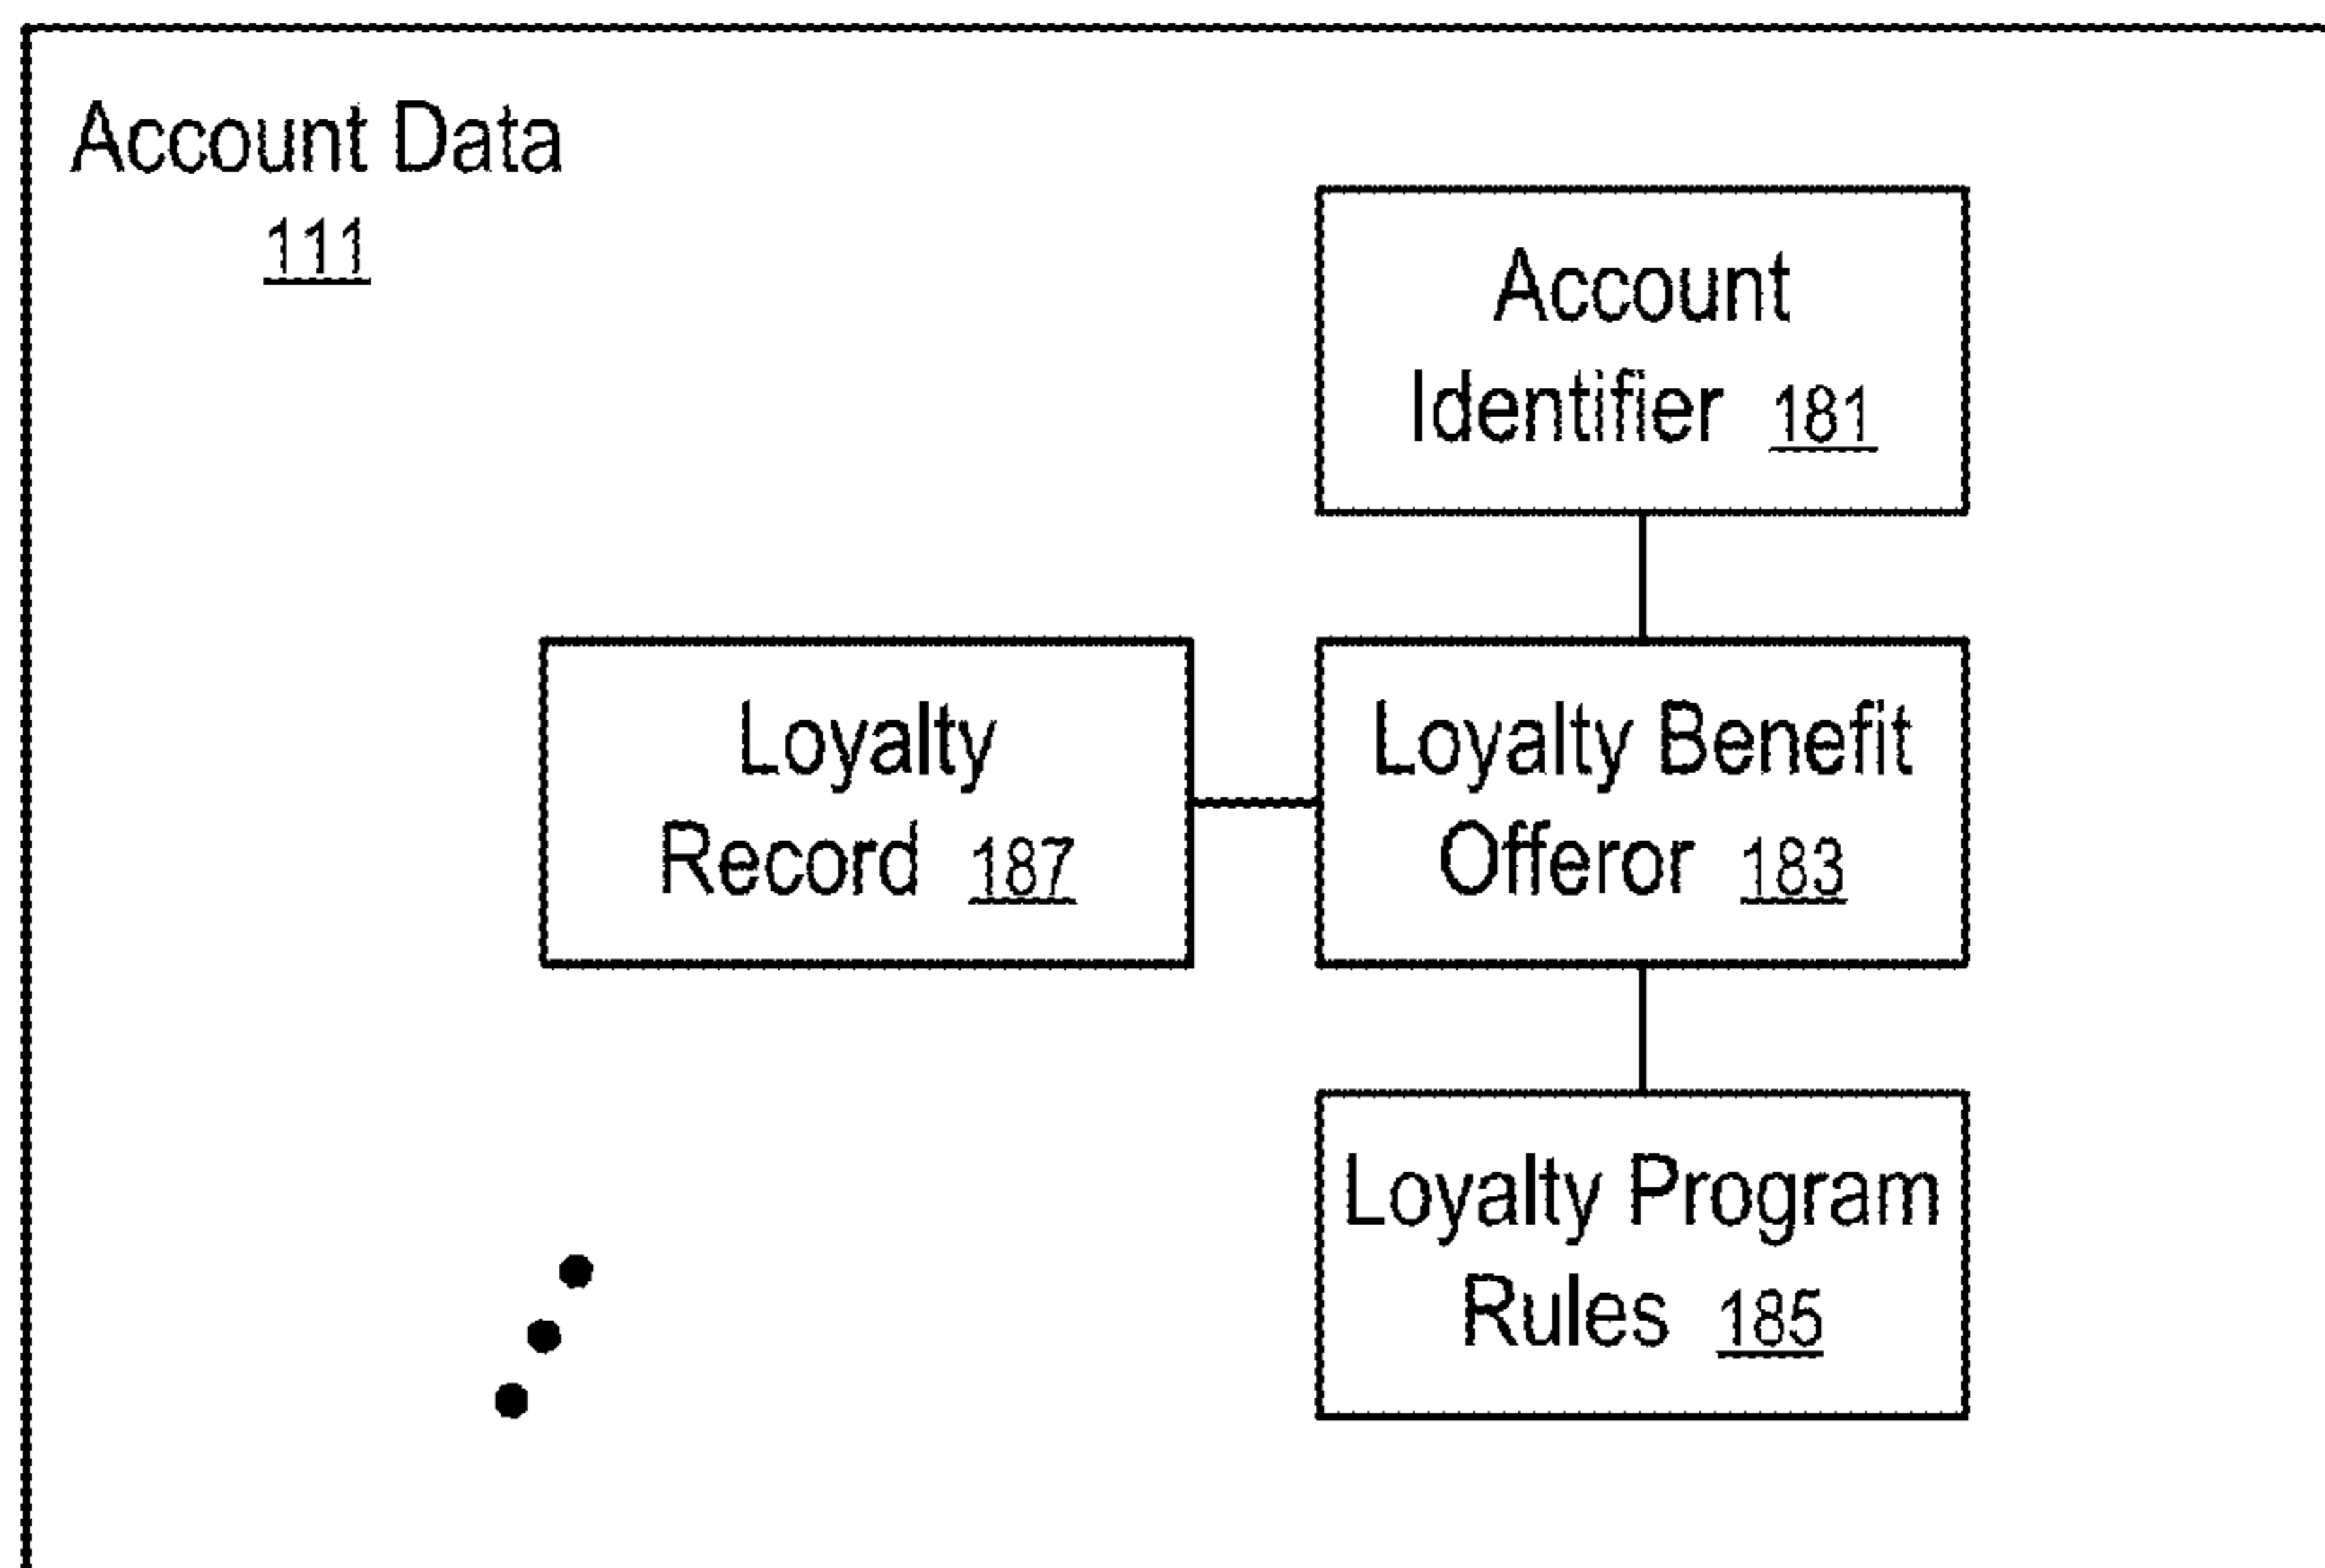 Account Data
111
Account
Identifier 181
Loyalty
Record 187
Loyalty Benefit
Offeror 183
Loyalty Program
Rules 185